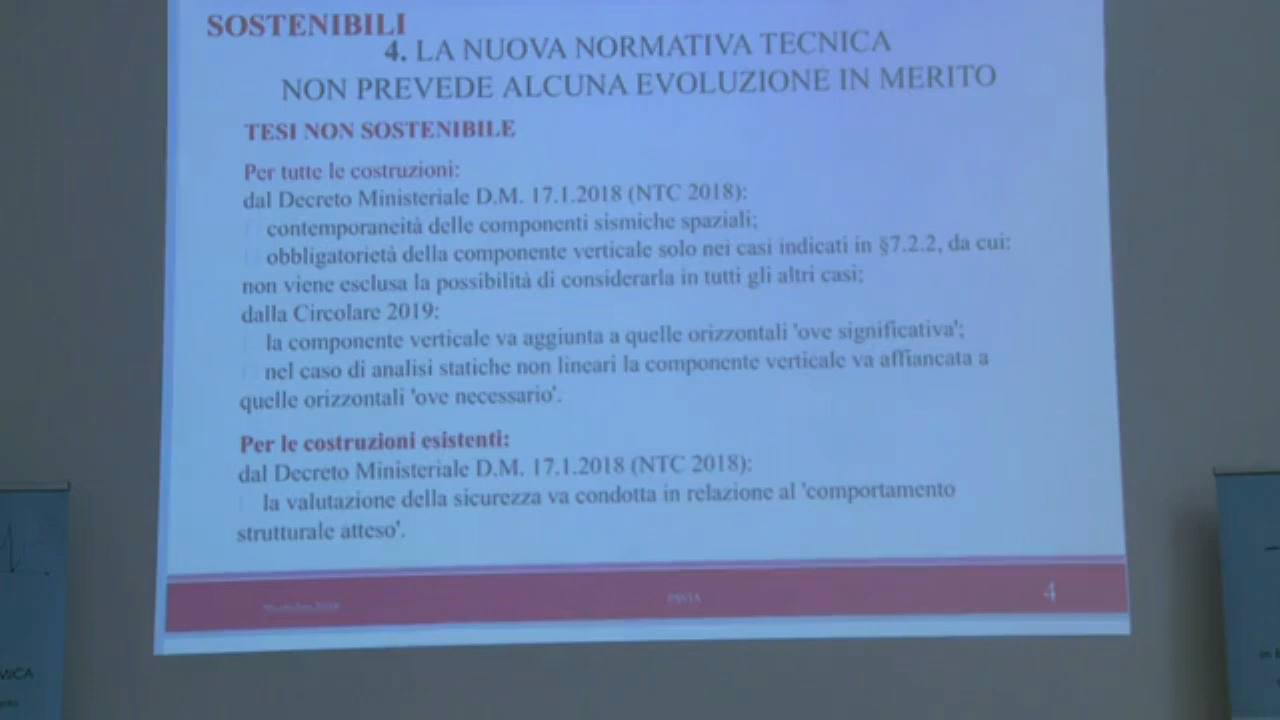 SOSTENIBILI
4. LA NUOVA NORMATIVA TECNICA
NON PREVEDE ALCUNA EVOLUZIONE IN MERITO
TESI NON SOSTENIBILE
Per tutte le costruzioni:
dal Decreto Ministeriale D.M. 17.1.2018 (NTC 2018):
contemporaneità delle componenti sismiche spaziali;
obbligatorietà della componente verticale solo nei casi indicati in §7.2.2, da cui:
non viene esclusa la possibilità di considerarla in tutti gli altri casi;
dalla Circolare 2019:
la componente verticale va aggiunta a quelle orizzontali 'ove significativa';
nel caso di analisi statiche non lineari la componente verticale va affiancata a
quelle orizzontali 'ove necessario'.
Per le costruzioni esistenti:
dal Decreto Ministeriale D.M. 17.1.2018 (NTC 2018):
la valutazione della sicurezza va condotta in relazione al 'comportamento
strutturale atteso'.
PAVIA
4